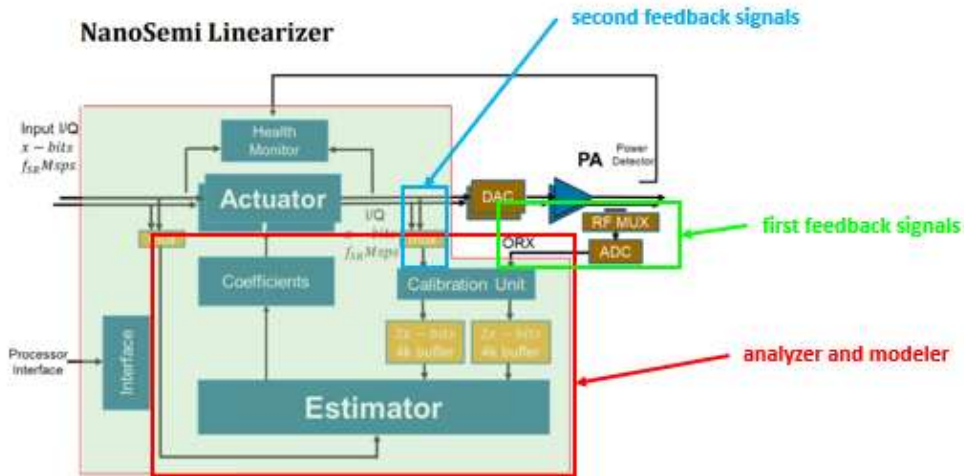 second feedback signals
NanoSemi Linearizer
Input I/Q
x − bits
f_SR Msps
Health
Monitor
PA
Power
Detector
Actuator
DAC
I/Q
bits
f_SR Msps
RF MUX
first feedback signals
ORX
ADC
Coefficients
Calibration Unit
2x − bits
4k buffer
2x − bits
4k buffer
analyzer and modeler
Processor
Interface
Interface
Estimator